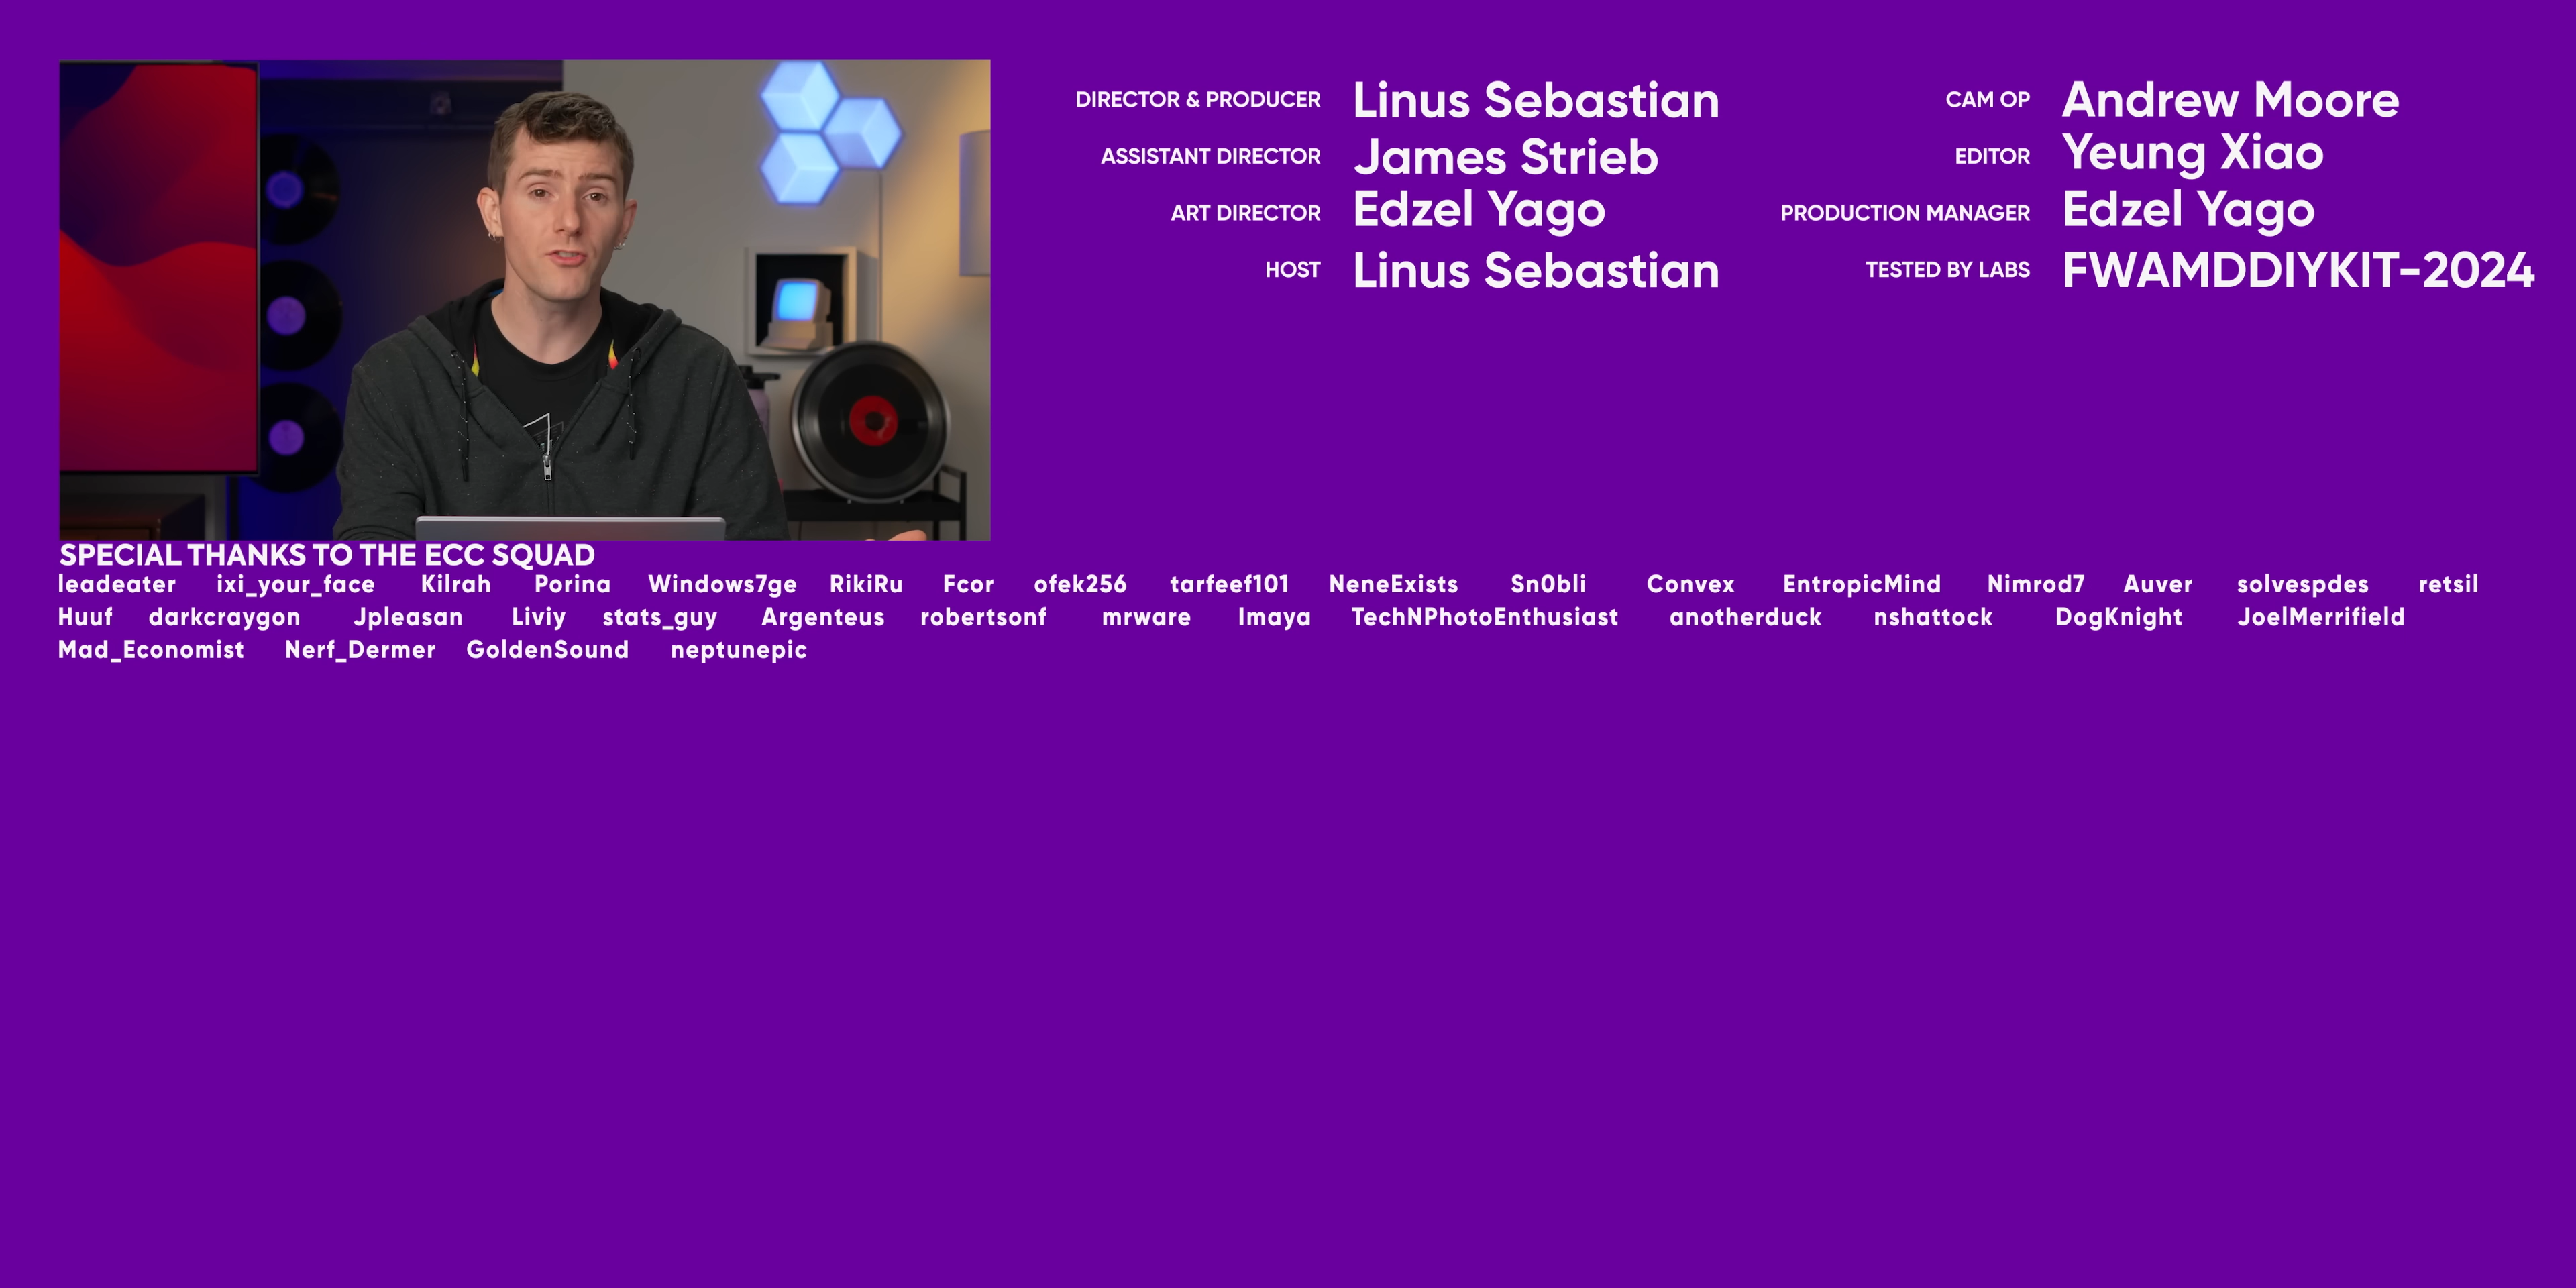 DIRECTOR & PRODUCER Linus Sebastian
ASSISTANT DIRECTOR James Strieb
ART DIRECTOR Edzel Yago
HOST Linus Sebastian
CAM OP Andrew Moore
EDITOR Yeung Xiao
PRODUCTION MANAGER Edzel Yago
TESTED BY LABS FWAMDDIYKIT-2024
SPECIAL THANKS TO THE ECC SQUAD
leadeater ixi_your_face Kilrah Porina Windows7ge RikiRu Fcor ofek256 tarfeef101 NeneExists Sn0bli Convex EntropicMind Nimrod7 Auver solvespdes retsil
Huuf darkcraygon Jpleasan Liviy stats_guy Argenteus robertsonf mrware Imaya TechNPhotoEnthusiast anotherduck nshattock DogKnight JoelMerrifield
Mad_Economist Nerf_Dermer GoldenSound neptunepic